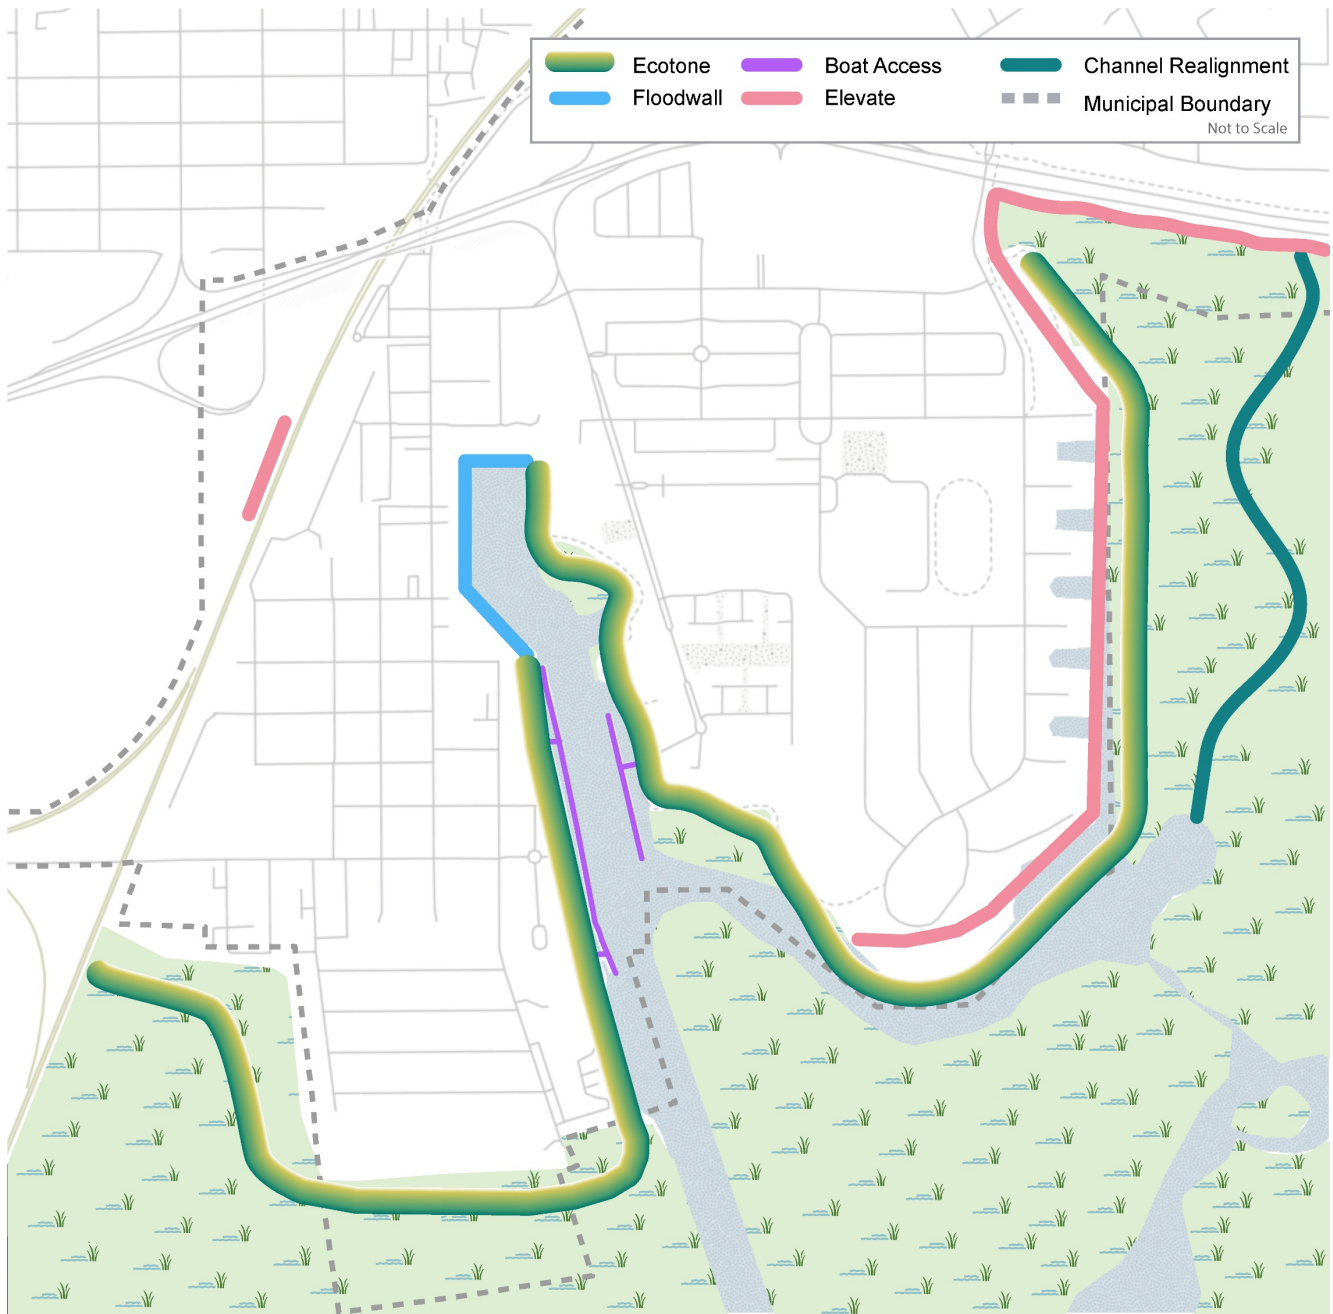 Ecotone Boat Access Channel Realignment
Floodwall Elevate Municipal Boundary
Not to Scale